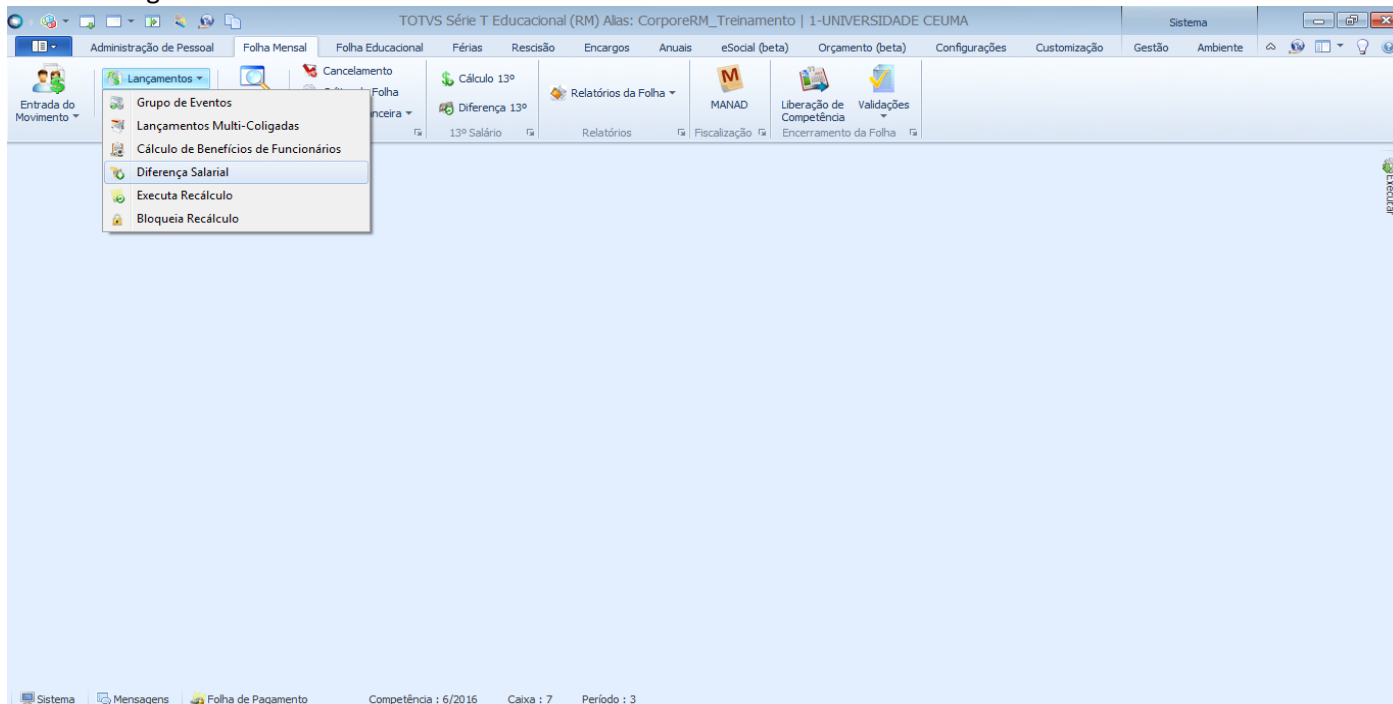 TOTVS Série T Educacional (RM) Alias: CorporeRM_Treinamento | 1-UNIVERSIDADE CEUMA
Sistema
Administração de Pessoal Folha Mensal Folha Educacional Férias Rescisão Encargos Anuais eSocial (beta) Orçamento (beta) Configurações Customização Gestão Ambiente
Entrada do Movimento
Lançamentos
Cancelamento
Folha
nceira
Cálculo 13º
Diferença 13º
13º Salário
Relatórios da Folha
Relatórios
MANAD
Fiscalização
Liberação de Competência
Validações
Encerramento da Folha
Grupo de Eventos
Lançamentos Multi-Coligadas
Cálculo de Benefícios de Funcionários
Diferença Salarial
Executa Recálculo
Bloqueia Recálculo
Executar
Sistema Mensagens Folha de Pagamento Competência : 6/2016 Caixa : 7 Período : 3